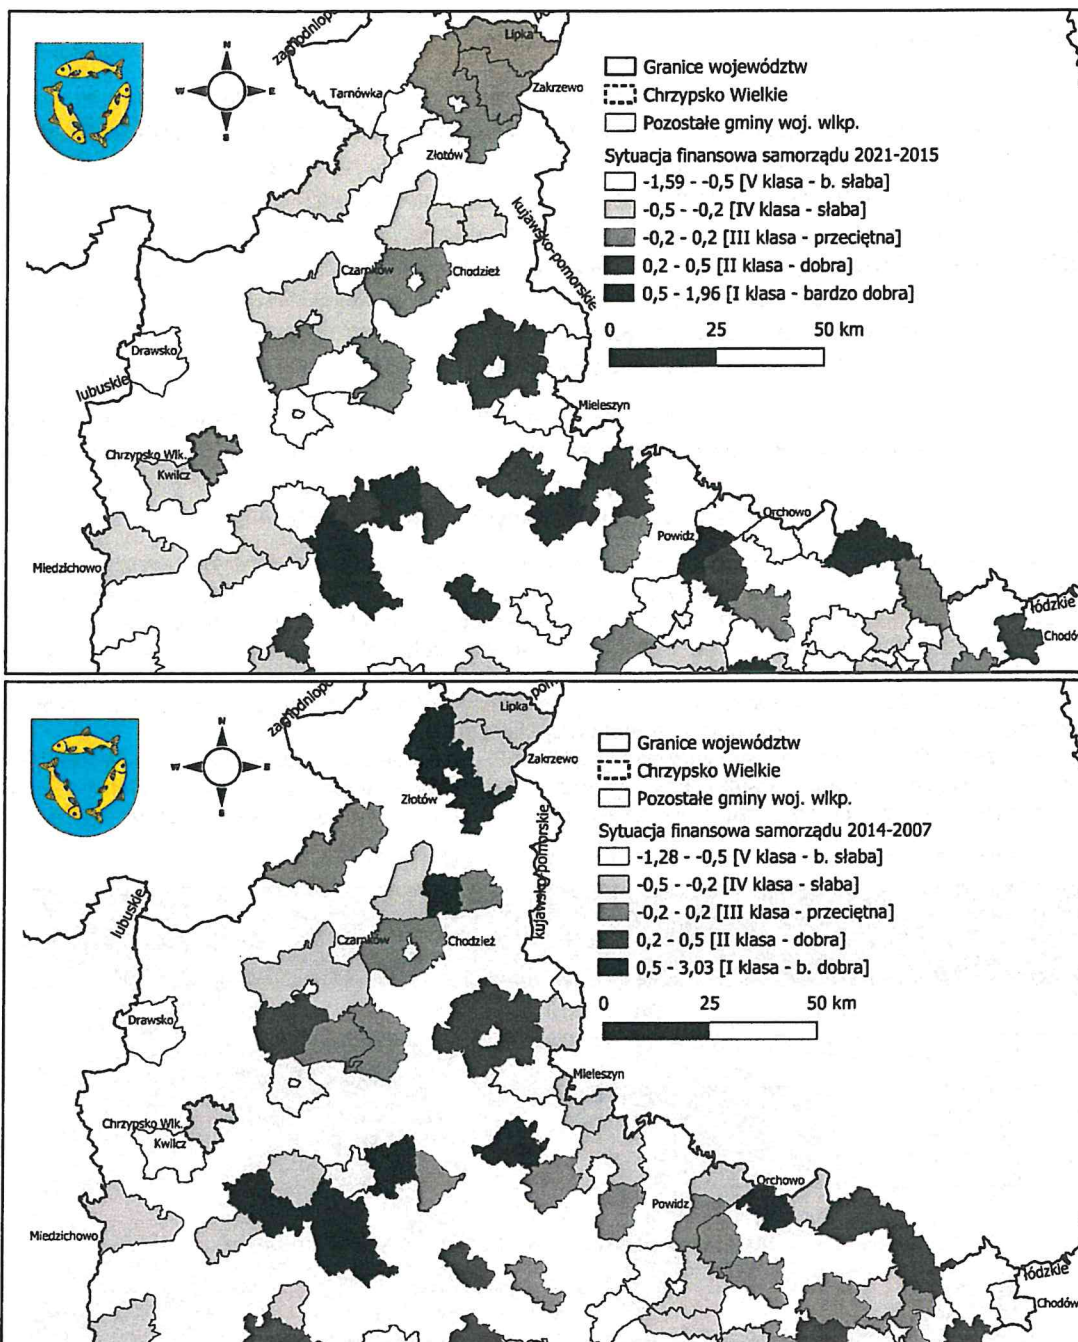 zachodniopo
po
Lipka
N
W
E
S
Tarnówka
Zakrzewo
Złotów
kujawsko-pomorskie
Czarnków
Chodzież
Drawsko
lubuskie
Mieleszyn
Chrzypsko Wlk.
Kwilcz
Orchowo
Powidz
Miedzichowo
łódzkie
Chodów
Granice województw
Chrzypsko Wielkie
Pozostałe gminy woj. wlkp.
Sytuacja finansowa samorządu 2021-2015
-1,59 - -0,5 [V klasa - b. słaba]
-0,5 - -0,2 [IV klasa - słaba]
-0,2 - 0,2 [III klasa - przeciętna]
0,2 - 0,5 [II klasa - dobra]
0,5 - 1,96 [I klasa - bardzo dobra]
0 25 50 km
zachodniopo
pom
Lipka
N
W
E
S
Zakrzewo
Złotów
kujawsko-pomorskie
lubuskie
Czarnków
Chodzież
Drawsko
Mieleszyn
Chrzypsko Wlk.
Kwilcz
Orchowo
Powidz
Miedzichowo
łódzkie
Chodów
Granice województw
Chrzypsko Wielkie
Pozostałe gminy woj. wlkp.
Sytuacja finansowa samorządu 2014-2007
-1,28 - -0,5 [V klasa - b. słaba]
-0,5 - -0,2 [IV klasa - słaba]
-0,2 - 0,2 [III klasa - przeciętna]
0,2 - 0,5 [II klasa - dobra]
0,5 - 3,03 [I klasa - b. dobra]
0 25 50 km